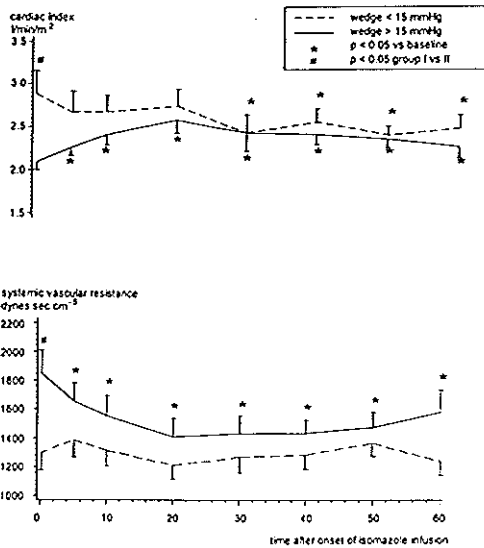 cardiac index
l/min/m²
wedge < 15 mmHg
wedge > 15 mmHg
* p < 0.05 vs baseline
# p < 0.05 group I vs II
3.5
3.0
2.5
2.0
1.5
#
* * * *
* * * * * * *
systemic vascular resistance
dynes sec cm⁻⁵
2200
2000
1800
1600
1400
1200
1000
#
* * * * * * *
0 10 20 30 40 50 60
time after onset of isomazole infusion